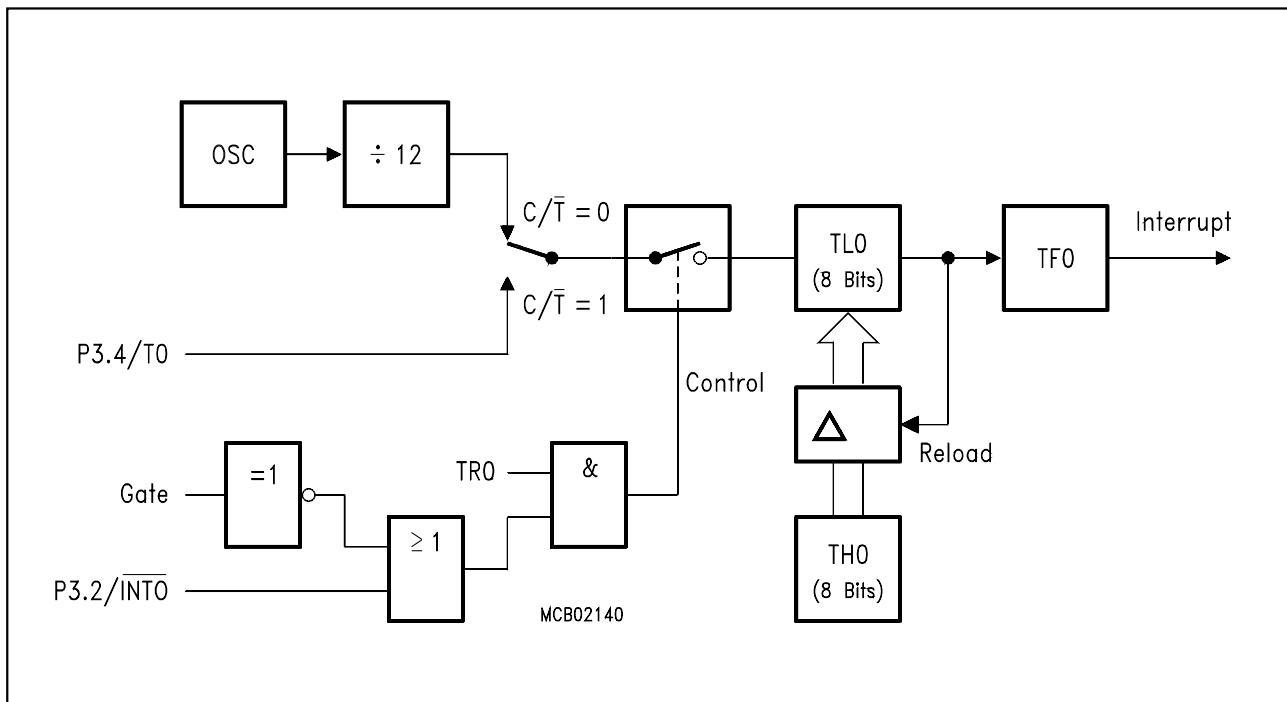 OSC
÷ 12
C/T̅ = 0
C/T̅ = 1
P3.4/T0
TL0
(8 Bits)
TF0
Interrupt
Control
Reload
Gate
=1
TR0
&
≥ 1
P3.2/I̅N̅T̅0̅
TH0
(8 Bits)
MCB02140